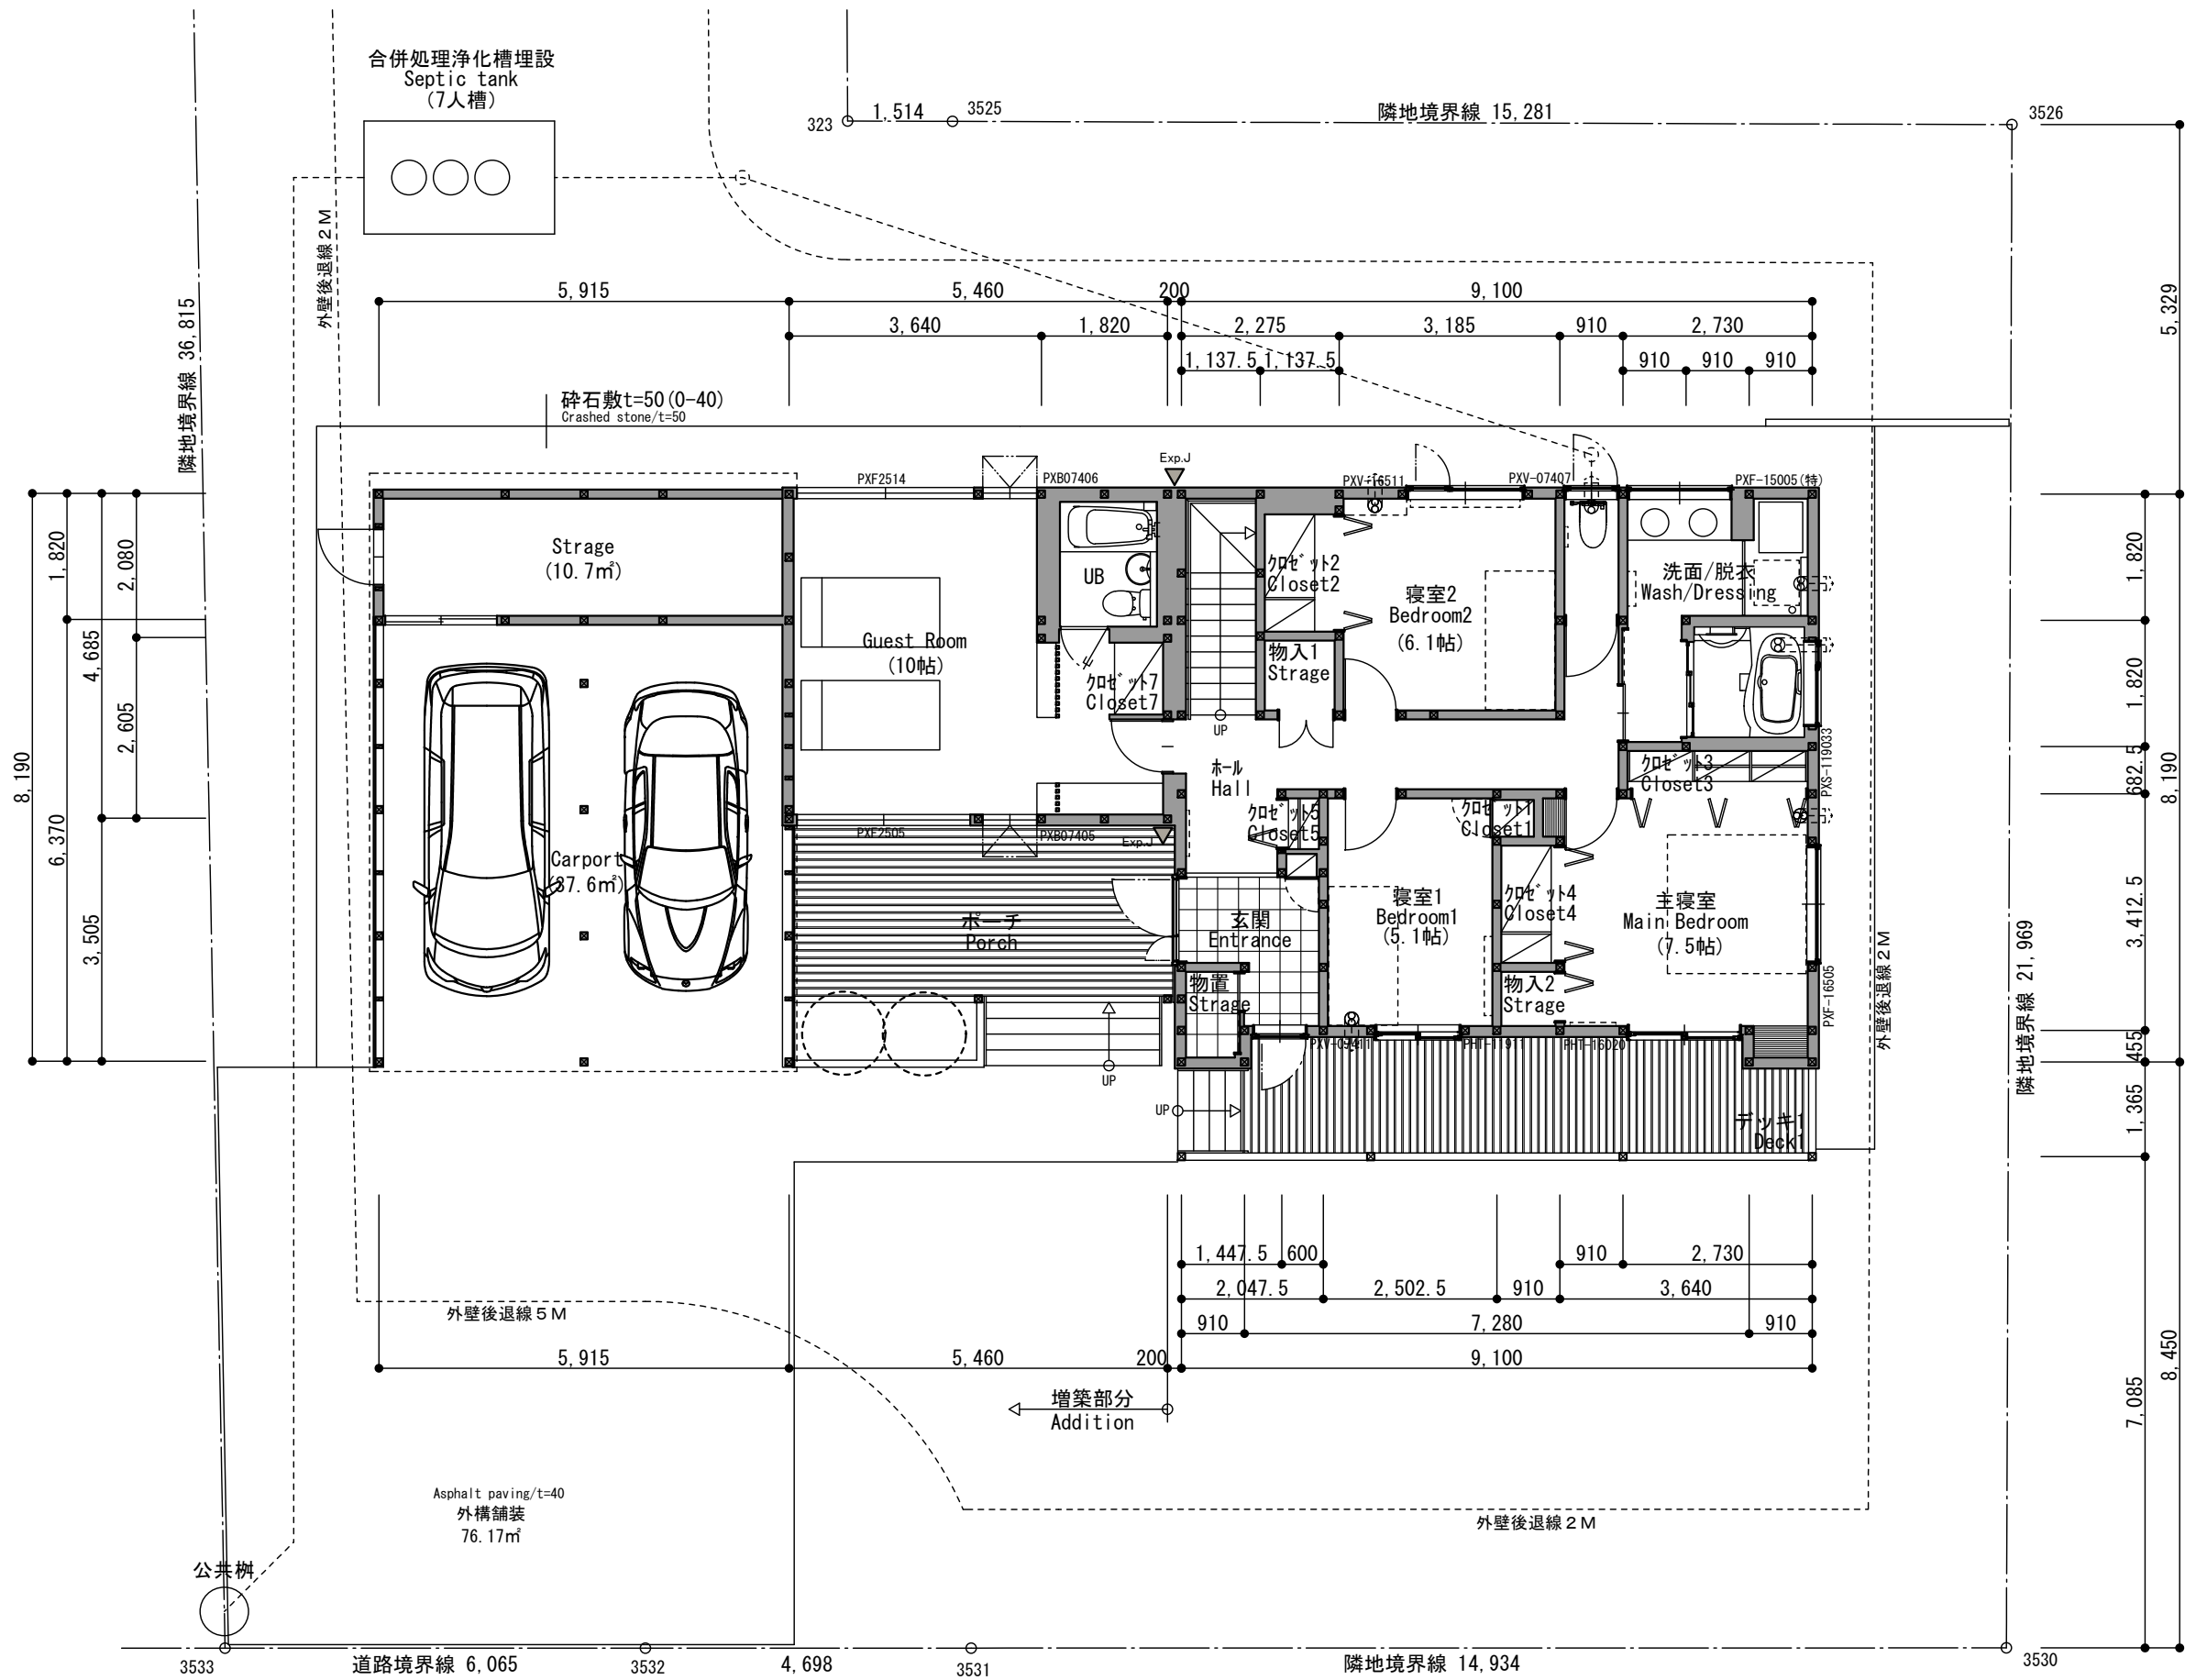 合併処理浄化槽埋設
Septic tank
(7人槽)
323
1,514
3525
隣地境界線 15,281
3526
外壁後退線２Ｍ
隣地境界線 36,815
5,915
5,460
200
9,100
5,329
3,640
1,820
2,275
3,185
910
2,730
1,137.5
1,137.5
910
910
910
砕石敷t=50(0-40)
Crashed stone/t=50
Exp.J
PXF2514
PXB07406
PXV-16511
PXV-07407
PXF-15005(特)
8,190
1,820
6,370
4,685
3,505
2,080
2,605
Strage
(10.7㎡)
UB
Guest Room
(10帖)
ｸﾛｾﾞｯﾄ7
Closet7
ｸﾛｾﾞｯﾄ2
Closet2
物入1
Strage
寝室2
Bedroom2
(6.1帖)
洗面/脱衣
Wash/Dressing
UP
ﾎｰﾙ
Hall
ｸﾛｾﾞｯﾄ3
Closet3
PXS-119033
ｸﾛｾﾞｯﾄ5
Closet5
ｸﾛｾﾞｯﾄ1
Closet1
PXF2505
PXB07405
Exp.J
Carport
(37.6㎡)
ポーチ
Porch
玄関
Entrance
物置
Strage
寝室1
Bedroom1
(5.1帖)
ｸﾛｾﾞｯﾄ4
Closet4
物入2
Strage
主寝室
Main Bedroom
(7.5帖)
PXF-16505
PXV-07411
PHT-11911
PHT-16020
UP
UP
デッキ1
Deck1
外壁後退線２Ｍ
隣地境界線 21,969
1,820
1,820
682.5
3,412.5
455
1,365
7,085
8,190
8,450
1,447.5
600
910
2,730
2,047.5
2,502.5
910
3,640
910
7,280
910
外壁後退線５Ｍ
5,915
5,460
200
9,100
増築部分
Addition
Asphalt paving/t=40
外構舗装
76.17㎡
外壁後退線２Ｍ
公共桝
3533
道路境界線 6,065
3532
4,698
3531
隣地境界線 14,934
3530